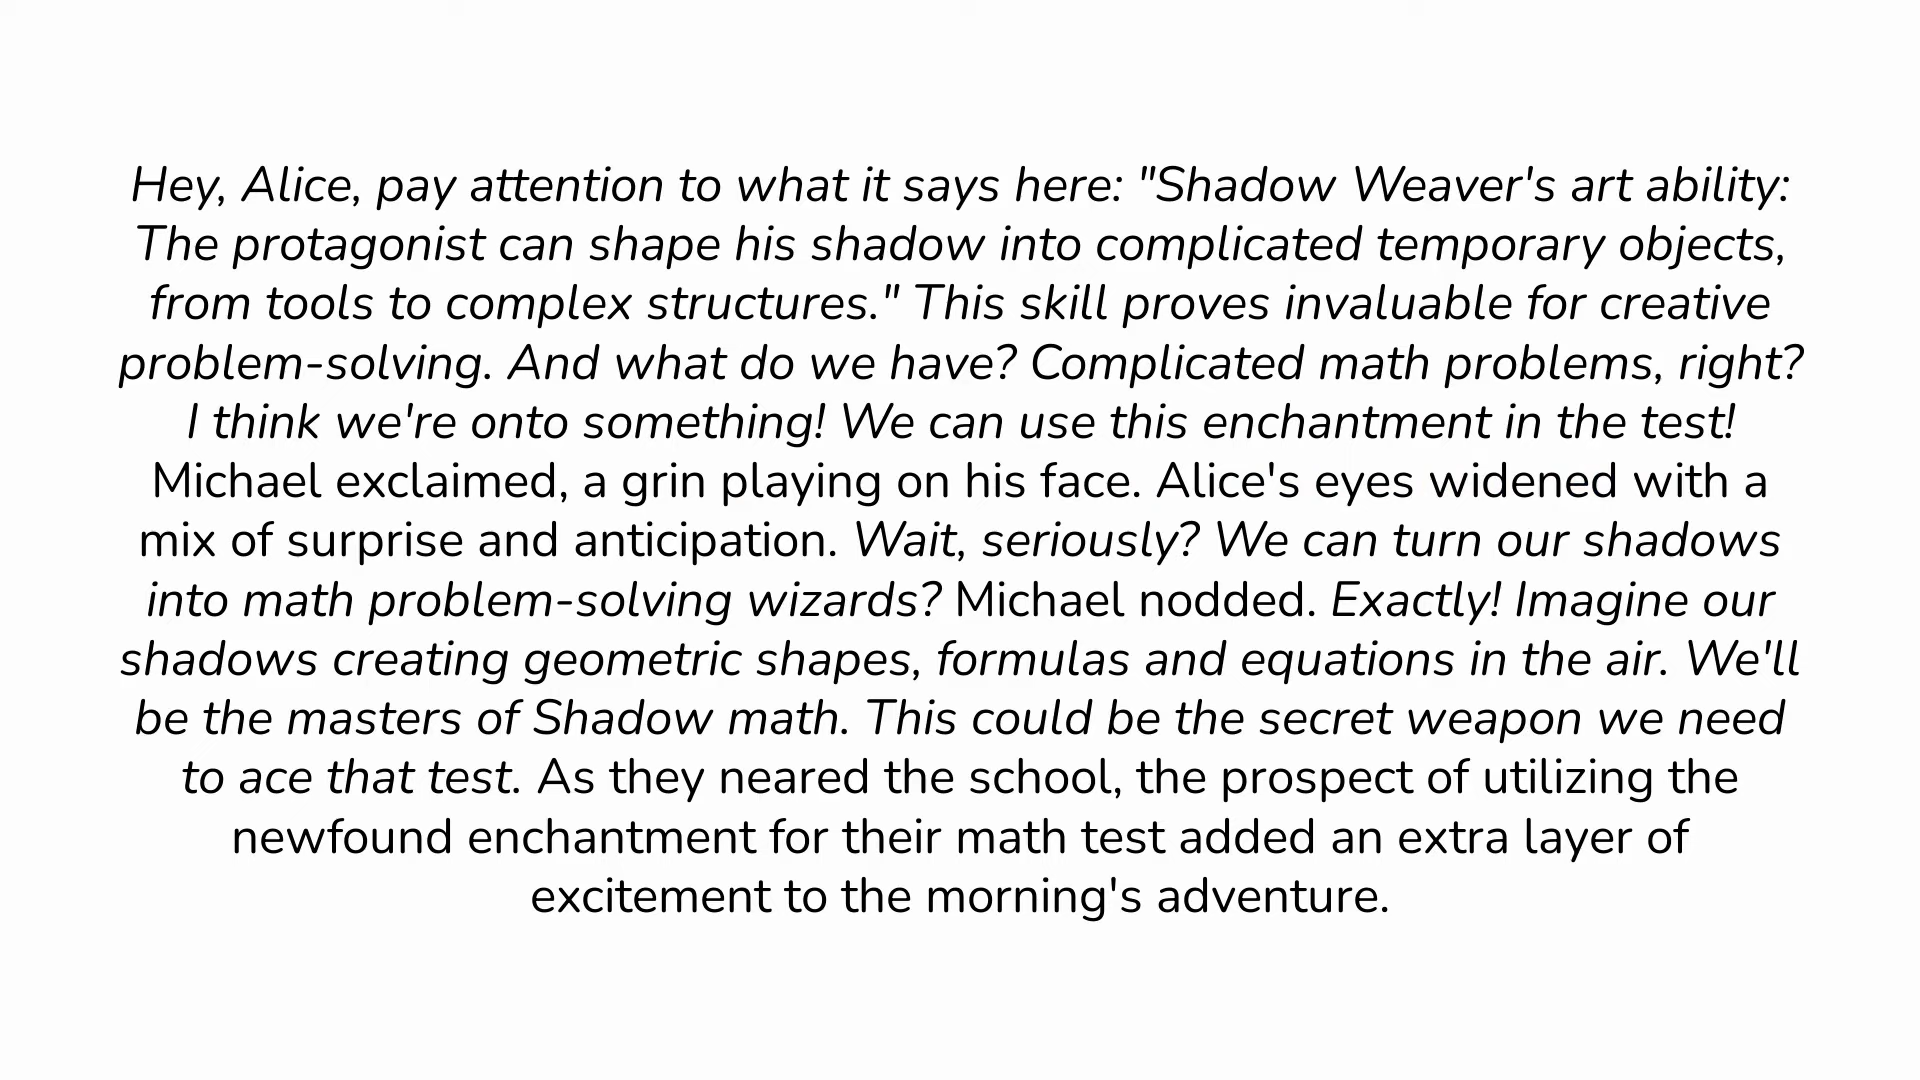 Hey, Alice, pay attention to what it says here: "Shadow Weaver's art ability:
The protagonist can shape his shadow into complicated temporary objects,
from tools to complex structures." This skill proves invaluable for creative
problem-solving. And what do we have? Complicated math problems, right?
I think we're onto something! We can use this enchantment in the test!
Michael exclaimed, a grin playing on his face. Alice's eyes widened with a
mix of surprise and anticipation. Wait, seriously? We can turn our shadows
into math problem-solving wizards? Michael nodded. Exactly! Imagine our
shadows creating geometric shapes, formulas and equations in the air. We'll
be the masters of Shadow math. This could be the secret weapon we need
to ace that test. As they neared the school, the prospect of utilizing the
newfound enchantment for their math test added an extra layer of
excitement to the morning's adventure.